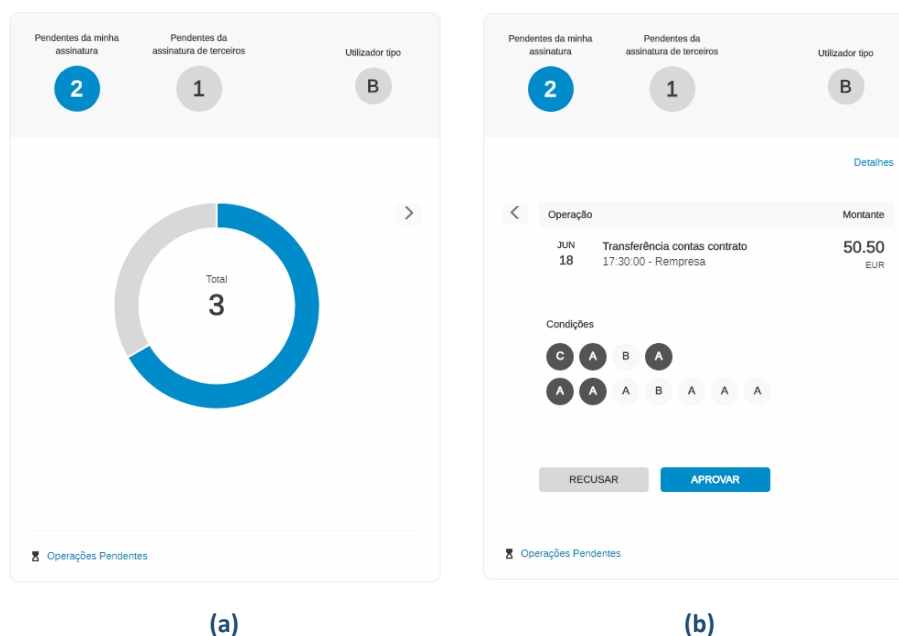 Pendentes da minha
assinatura
2
Pendentes da
assinatura de terceiros
1
Utilizador tipo
B
Total
3
Operações Pendentes
(a)
Pendentes da minha
assinatura
2
Pendentes da
assinatura de terceiros
1
Utilizador tipo
B
Detalhes
Operação Montante
JUN
18
Transferência contas contrato
17:30:00 - Rempresa
50.50
EUR
Condições
C A B A
A A A B A A A
RECUSAR APROVAR
Operações Pendentes
(b)